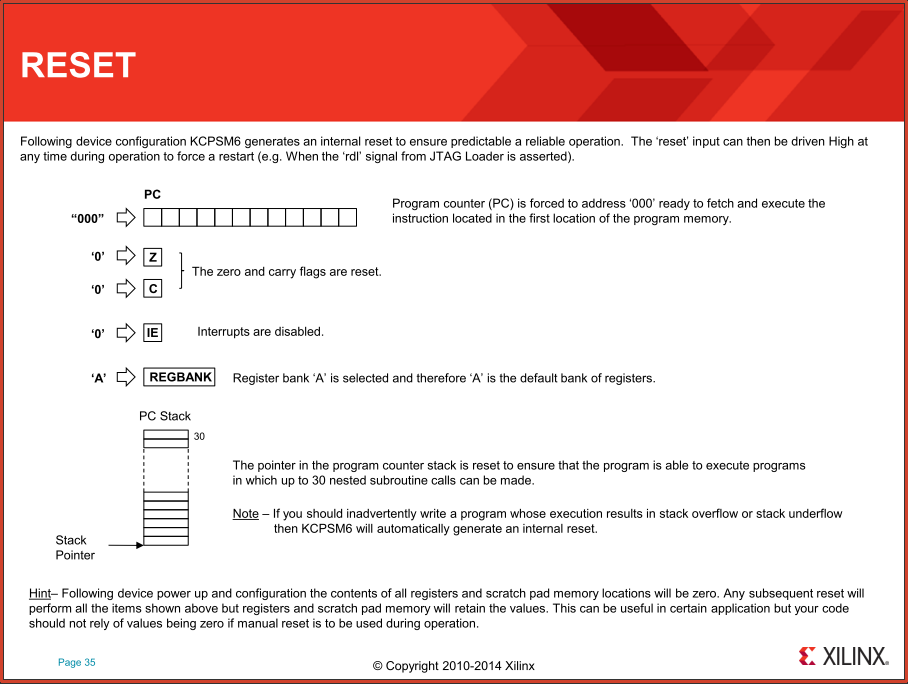 RESET
Following device configuration KCPSM6 generates an internal reset to ensure predictable a reliable operation.  The ‘reset’ input can then be driven High at
any time during operation to force a restart (e.g. When the ‘rdl’ signal from JTAG Loader is asserted).
PC
“000”
Program counter (PC) is forced to address ‘000’ ready to fetch and execute the
instruction located in the first location of the program memory.
‘0’ Z
The zero and carry flags are reset.
‘0’ C
‘0’ IE Interrupts are disabled.
‘A’ REGBANK Register bank ‘A’ is selected and therefore ‘A’ is the default bank of registers.
PC Stack
30
The pointer in the program counter stack is reset to ensure that the program is able to execute programs
in which up to 30 nested subroutine calls can be made.
Note – If you should inadvertently write a program whose execution results in stack overflow or stack underflow
then KCPSM6 will automatically generate an internal reset.
Stack
Pointer
Hint– Following device power up and configuration the contents of all registers and scratch pad memory locations will be zero. Any subsequent reset will
perform all the items shown above but registers and scratch pad memory will retain the values. This can be useful in certain application but your code
should not rely of values being zero if manual reset is to be used during operation.
Page 35
© Copyright 2010-2014 Xilinx
XILINX®